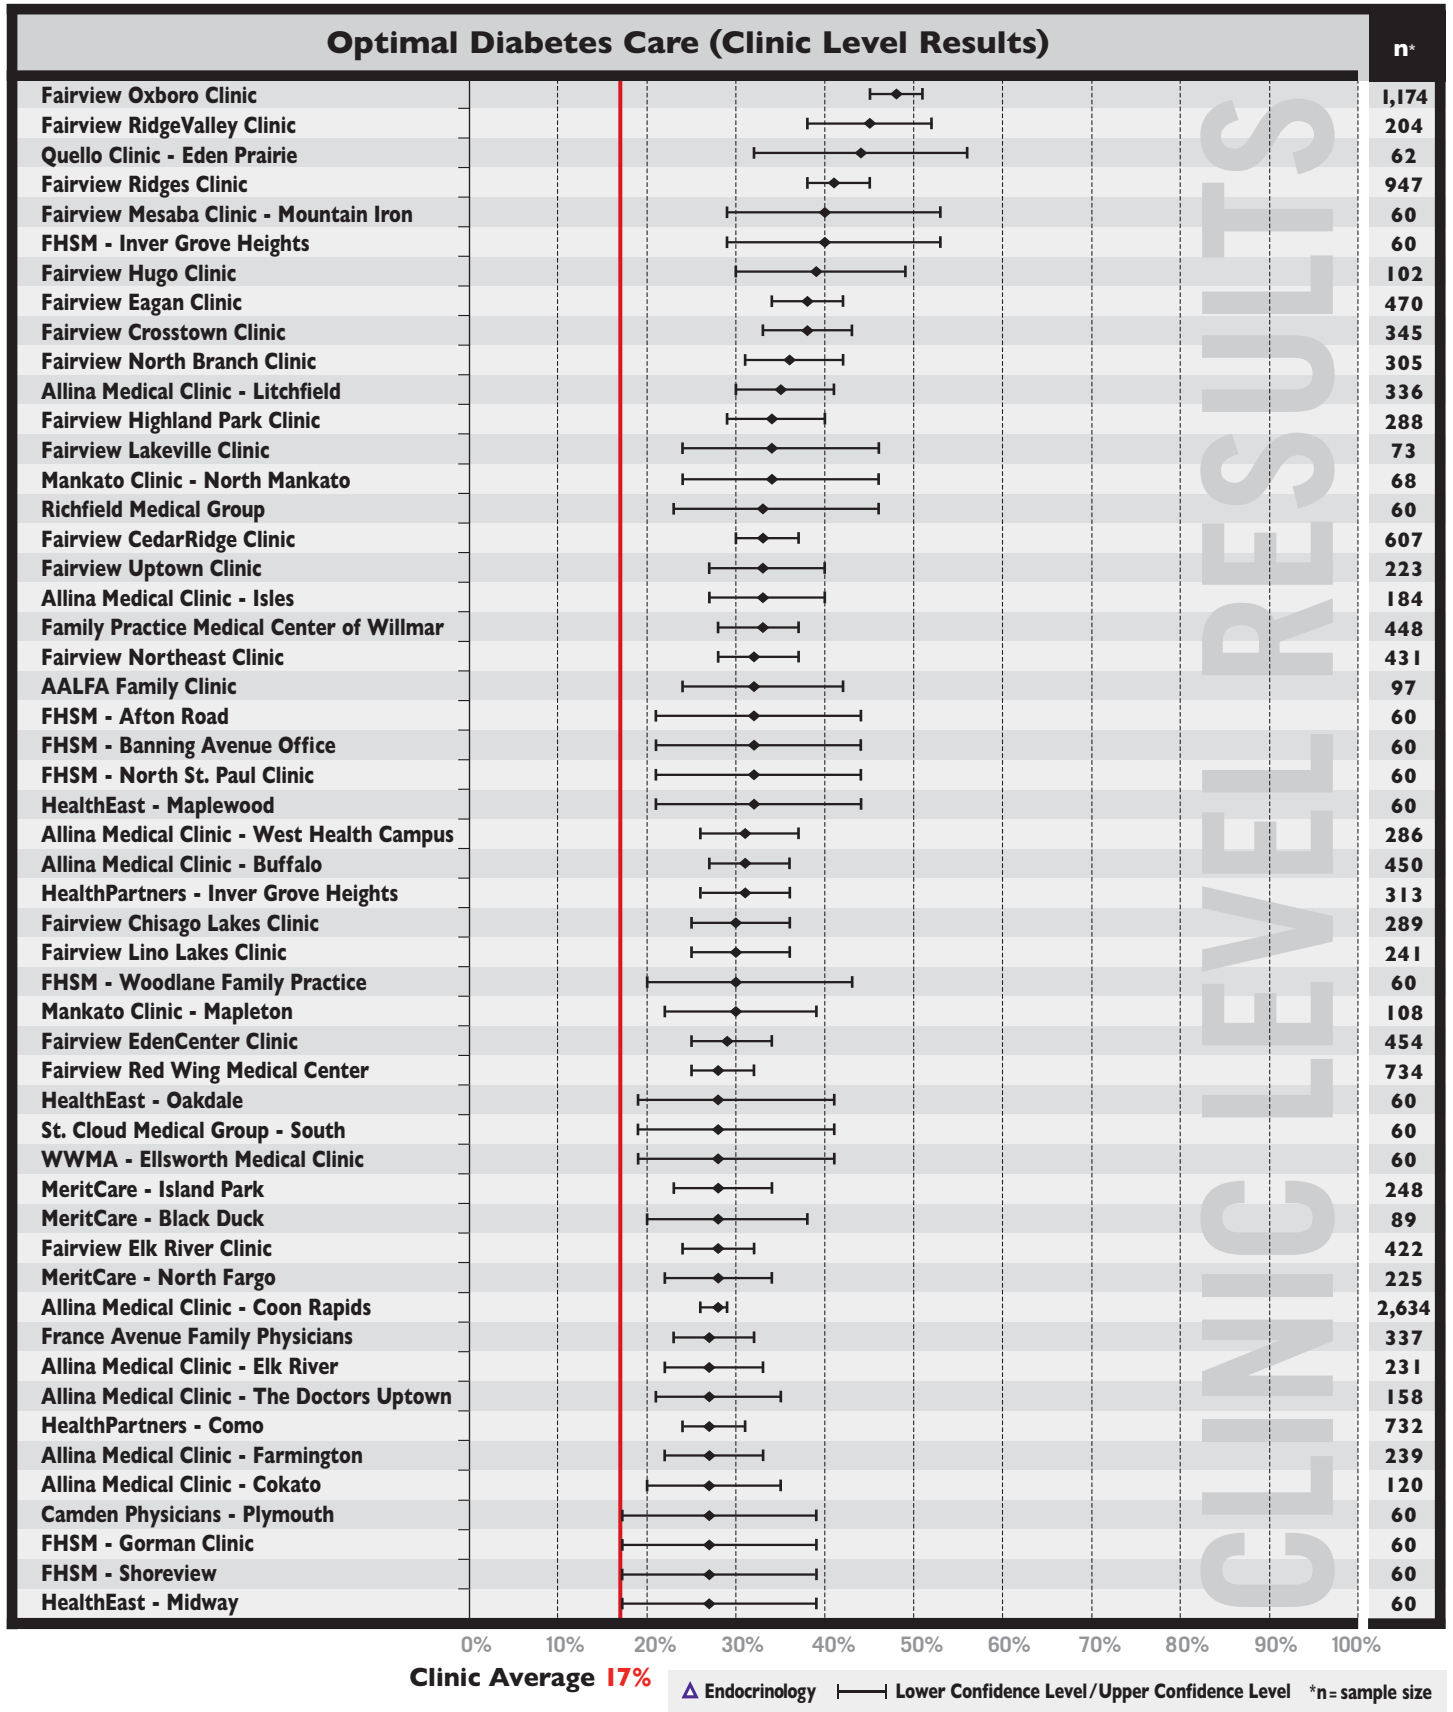 Optimal Diabetes Care (Clinic Level Results) n*
Fairview Oxboro Clinic 1,174
Fairview RidgeValley Clinic 204
Quello Clinic - Eden Prairie 62
Fairview Ridges Clinic 947
Fairview Mesaba Clinic - Mountain Iron 60
FHSM - Inver Grove Heights 60
Fairview Hugo Clinic 102
Fairview Eagan Clinic 470
Fairview Crosstown Clinic 345
Fairview North Branch Clinic 305
Allina Medical Clinic - Litchfield 336
Fairview Highland Park Clinic 288
Fairview Lakeville Clinic 73
Mankato Clinic - North Mankato 68
Richfield Medical Group 60
Fairview CedarRidge Clinic 607
Fairview Uptown Clinic 223
Allina Medical Clinic - Isles 184
Family Practice Medical Center of Willmar 448
Fairview Northeast Clinic 431
AALFA Family Clinic 97
FHSM - Afton Road 60
FHSM - Banning Avenue Office 60
FHSM - North St. Paul Clinic 60
HealthEast - Maplewood 60
Allina Medical Clinic - West Health Campus 286
Allina Medical Clinic - Buffalo 450
HealthPartners - Inver Grove Heights 313
Fairview Chisago Lakes Clinic 289
Fairview Lino Lakes Clinic 241
FHSM - Woodlane Family Practice 60
Mankato Clinic - Mapleton 108
Fairview EdenCenter Clinic 454
Fairview Red Wing Medical Center 734
HealthEast - Oakdale 60
St. Cloud Medical Group - South 60
WWMA - Ellsworth Medical Clinic 60
MeritCare - Island Park 248
MeritCare - Black Duck 89
Fairview Elk River Clinic 422
MeritCare - North Fargo 225
Allina Medical Clinic - Coon Rapids 2,634
France Avenue Family Physicians 337
Allina Medical Clinic - Elk River 231
Allina Medical Clinic - The Doctors Uptown 158
HealthPartners - Como 732
Allina Medical Clinic - Farmington 239
Allina Medical Clinic - Cokato 120
Camden Physicians - Plymouth 60
FHSM - Gorman Clinic 60
FHSM - Shoreview 60
HealthEast - Midway 60
CLINIC LEVEL RESULTS
0% 10% 20% 30% 40% 50% 60% 70% 80% 90% 100%
Clinic Average 17%
Endocrinology Lower Confidence Level/Upper Confidence Level *n = sample size